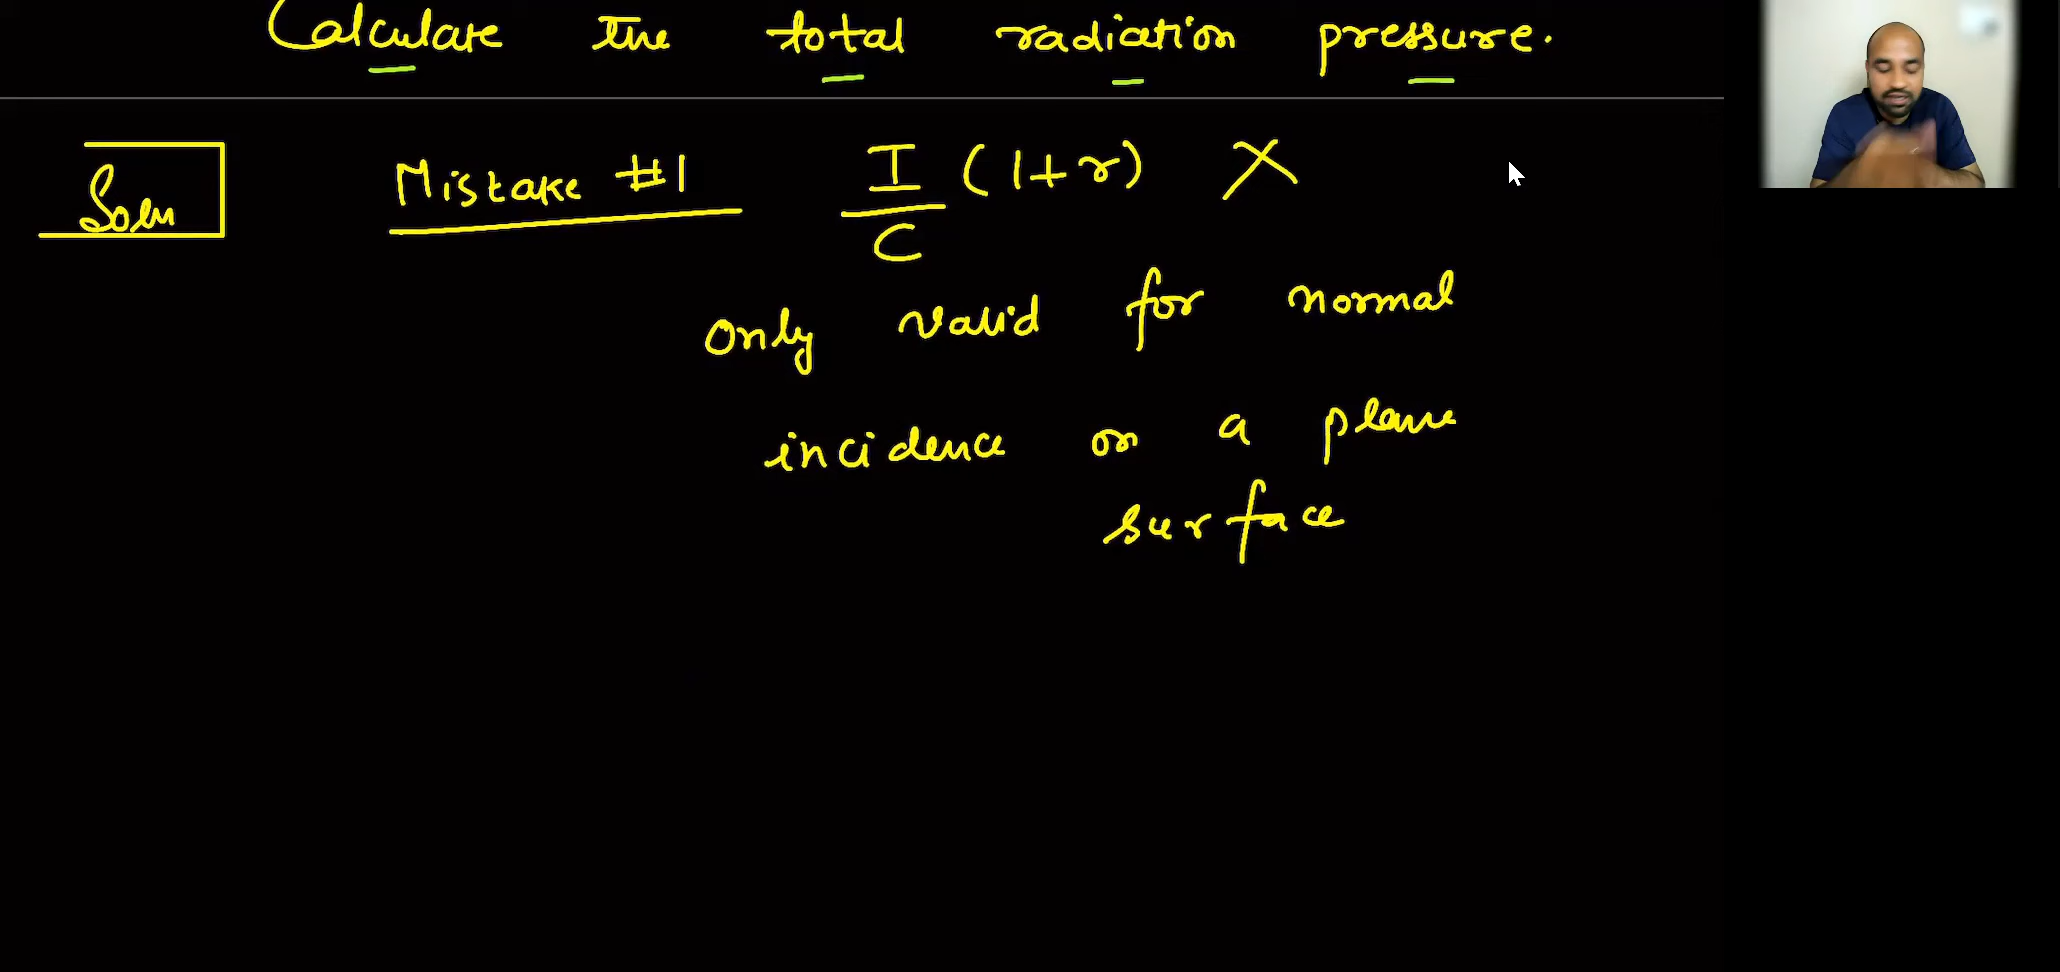 Calculate the total radiation pressure.
Soln Mistake #1 I/C (1+r) X
only valid for normal
incidence on a plane
surface